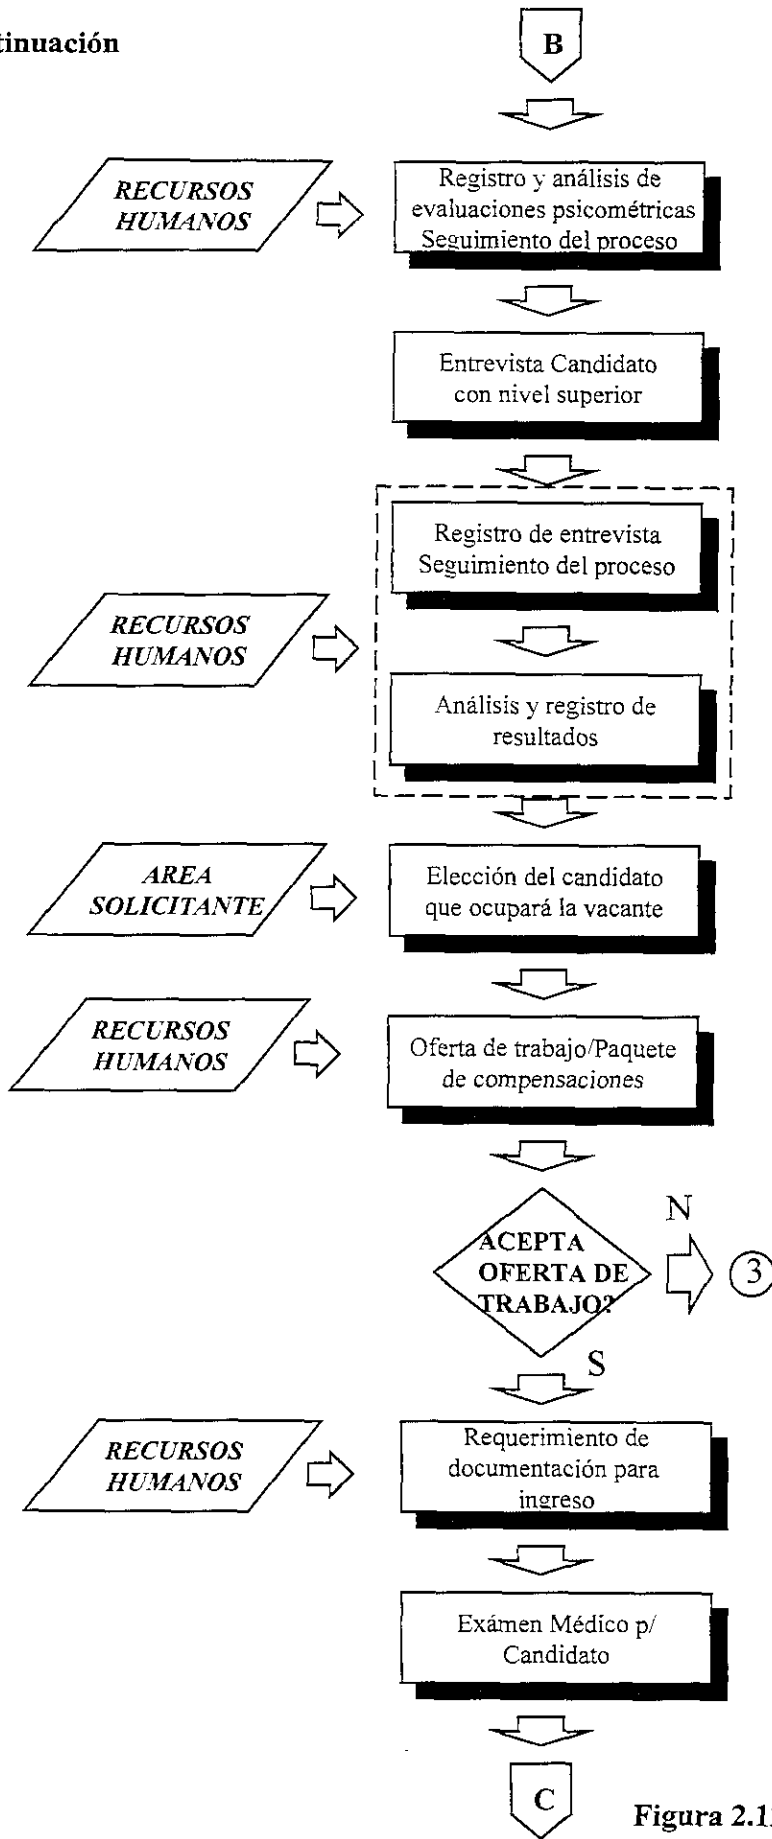 tinuación
B
RECURSOS
HUMANOS
Registro y análisis de
evaluaciones psicométricas
Seguimiento del proceso
Entrevista Candidato
con nivel superior
Registro de entrevista
Seguimiento del proceso
RECURSOS
HUMANOS
Análisis y registro de
resultados
AREA
SOLICITANTE
Elección del candidato
que ocupará la vacante
RECURSOS
HUMANOS
Oferta de trabajo/Paquete
de compensaciones
ACEPTA
OFERTA DE
TRABAJO?
N
3
S
RECURSOS
HUMANOS
Requerimiento de
documentación para
ingreso
Exámen Médico p/
Candidato
C
Figura 2.1